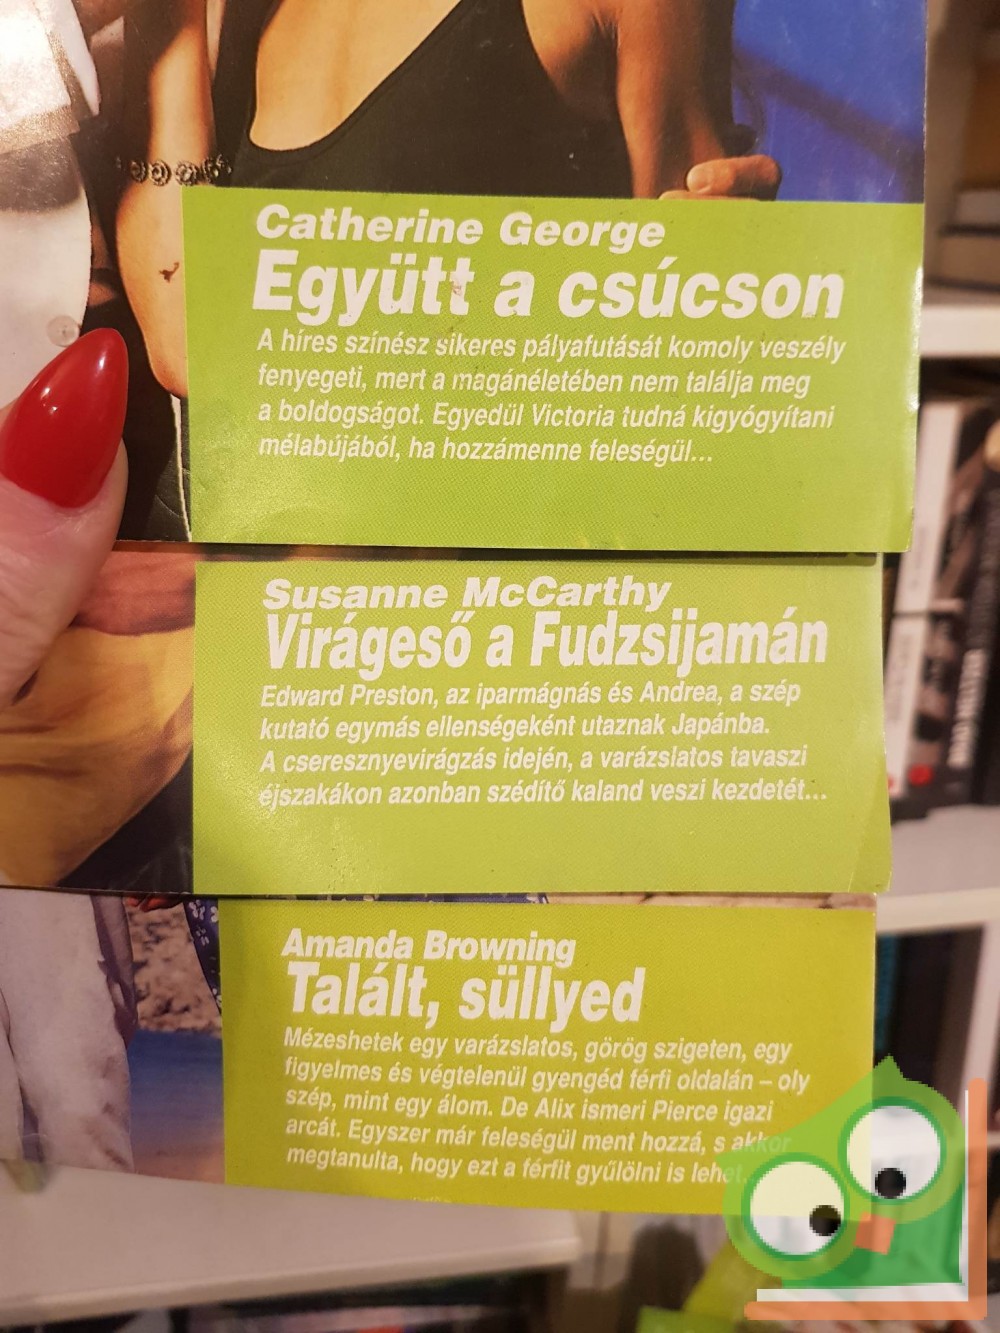 Catherine George
Együtt a csúcson
A híres színész sikeres pályafutását komoly veszély
fenyegeti, mert a magánéletében nem találja meg
a boldogságot. Egyedül Victoria tudná kigyógyítani
mélabújából, ha hozzámenne feleségül...
Susanne McCarthy
Virágeső a Fudzsijamán
Edward Preston, az iparmágnás és Andrea, a szép
kutató egymás ellenségeként utaznak Japánba.
A cseresznyevirágzás idején, a varázslatos tavaszi
éjszakákon azonban szédítő kaland veszi kezdetét...
Amanda Browning
Talált, süllyed
Mézeshetek egy varázslatos, görög szigeten, egy
figyelmes és végtelenül gyengéd férfi oldalán – oly
szép, mint egy álom. De Alix ismeri Pierce igazi
arcát. Egyszer már feleségül ment hozzá, s akkor
megtanulta, hogy ezt a férfit gyűlölni is lehet...